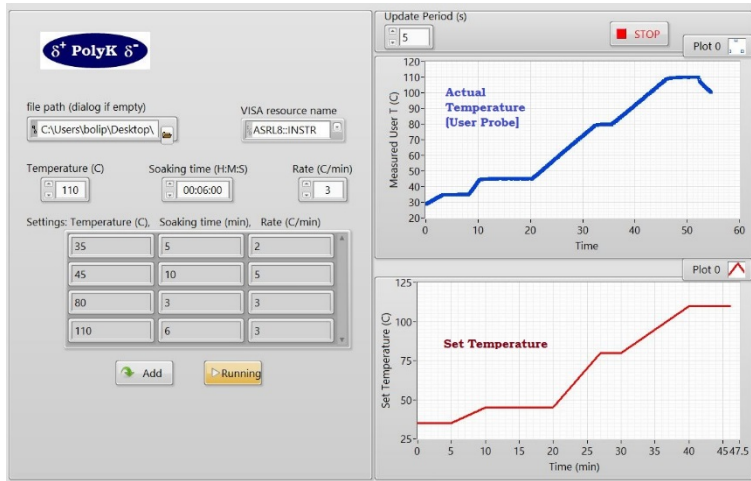 δ+ PolyK δ-
file path (dialog if empty)
C:\Users\bolip\Desktop\
VISA resource name
ASRL8::INSTR
Temperature (C)
Soaking time (H:M:S)
Rate (C/min)
110
00:06:00
3
Settings: Temperature (C), Soaking time (min), Rate (C/min)
35 5 2
45 10 5
80 3 3
110 6 3
Add
Running
Update Period (s)
5
STOP
Plot 0
Actual
Temperature
[User Probe]
Measured User T (C)
120
110
100
90
80
70
60
50
40
30
20
0 10 20 30 40 50 60
Time
Plot 0
Set Temperature
Set Temperature (C)
125
100
75
50
25
0 5 10 15 20 25 30 35 40 45 47.5
Time (min)